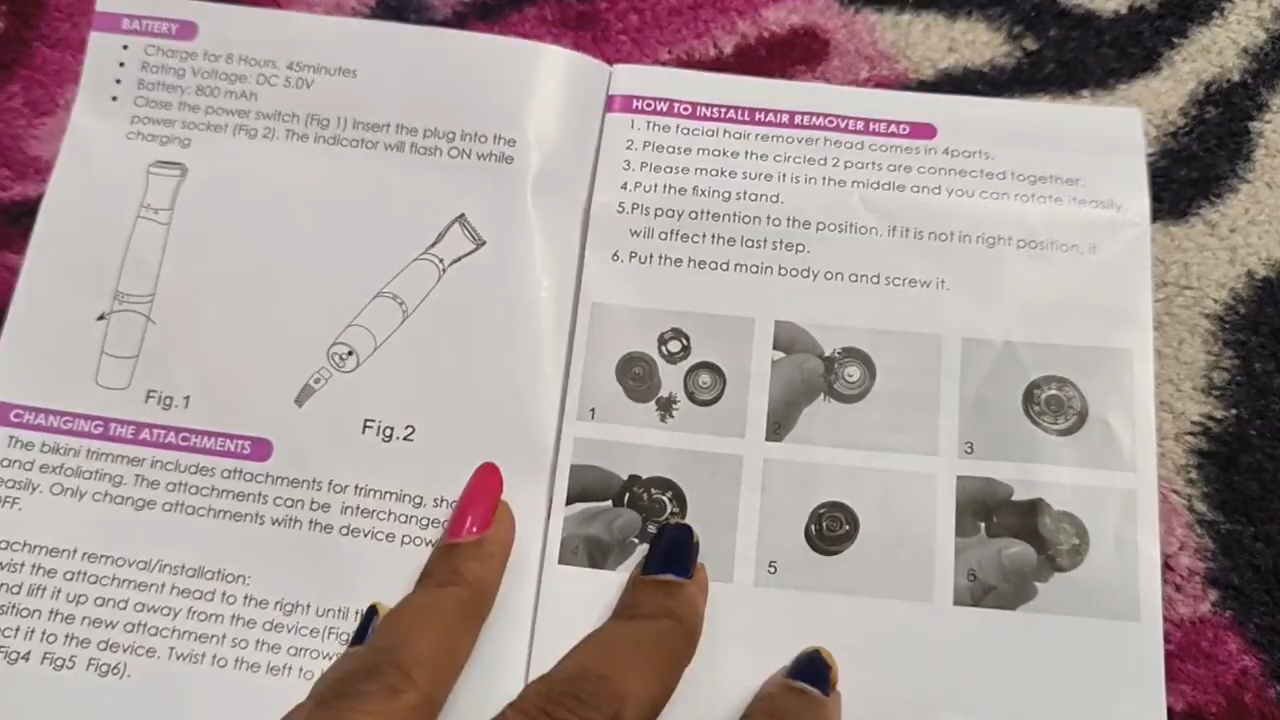 BATTERY
• Charge for 8 Hours, 45minutes
• Rating Voltage: DC 5.0V
• Battery: 800 mAh
• Close the power switch (Fig 1) Insert the plug into the
power socket (Fig 2). The indicator will flash ON while
charging
Fig.1
Fig.2
CHANGING THE ATTACHMENTS
The bikini trimmer includes attachments for trimming,
and exfoliating. The attachments can be interchanged
easily. Only change attachments with the device
OFF.
removal/installation:
the attachment head to the right until
lift it up and away from the device
the new attachment so the
it to the device. Twist to the left to
Fig4 Fig5 Fig6).
HOW TO INSTALL HAIR REMOVER HEAD
1. The facial hair remover head comes in 4parts.
2. Please make the circled 2 parts are connected together.
3. Please make sure it is in the middle and you can rotate iteasily.
4.Put the fixing stand.
5.Pls pay attention to the position, if it is not in right position, it
will affect the last step.
6. Put the head main body on and screw it.
1
2
3
4
5
6